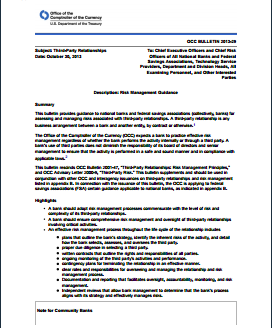 Office of the
Comptroller of the Currency
U.S. Department of the Treasury
OCC BULLETIN 2013-29
Subject: Third-Party Relationships
Date: October 30, 2013
To: Chief Executive Officers and Chief Risk
Officers of All National Banks and Federal
Savings Associations, Technology Service
Providers, Department and Division Heads, All
Examining Personnel, and Other Interested
Parties
Description: Risk Management Guidance
Summary
This bulletin provides guidance to national banks and federal savings associations (collectively, banks) for
assessing and managing risks associated with third-party relationships. A third-party relationship is any
business arrangement between a bank and another entity, by contract or otherwise.1
The Office of the Comptroller of the Currency (OCC) expects a bank to practice effective risk
management regardless of whether the bank performs the activity internally or through a third party. A
bank's use of third parties does not diminish the responsibility of its board of directors and senior
management to ensure that the activity is performed in a safe and sound manner and in compliance with
applicable laws.2
This bulletin rescinds OCC Bulletin 2001-47, "Third-Party Relationships: Risk Management Principles,"
and OCC Advisory Letter 2000-9, "Third-Party Risk." This bulletin supplements and should be used in
conjunction with other OCC and interagency issuances on third-party relationships and risk management
listed in appendix B. In connection with the issuance of this bulletin, the OCC is applying to federal
savings associations (FSA) certain guidance applicable to national banks, as indicated in appendix B.
Highlights
• A bank should adopt risk management processes commensurate with the level of risk and
complexity of its third-party relationships.
• A bank should ensure comprehensive risk management and oversight of third-party relationships
involving critical activities.
• An effective risk management process throughout the life cycle of the relationship includes
• plans that outline the bank's strategy, identify the inherent risks of the activity, and detail
how the bank selects, assesses, and oversees the third party.
• proper due diligence in selecting a third party.
• written contracts that outline the rights and responsibilities of all parties.
• ongoing monitoring of the third party's activities and performance.
• contingency plans for terminating the relationship in an effective manner.
• clear roles and responsibilities for overseeing and managing the relationship and risk
management process.
• Documentation and reporting that facilitates oversight, accountability, monitoring, and risk
management.
• Independent reviews that allow bank management to determine that the bank's process
aligns with its strategy and effectively manages risks.
Note for Community Banks